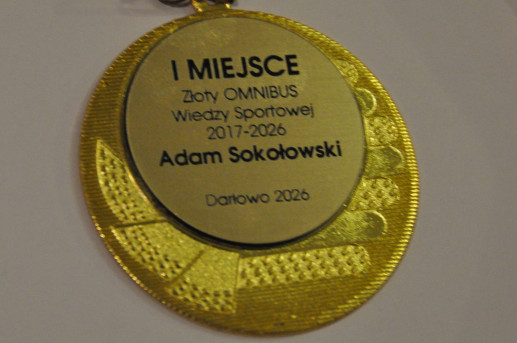 I MIEJSCE
Złoty OMNIBUS
Wiedzy Sportowej
2017-2026
Adam Sokołowski
Darłowo 2026